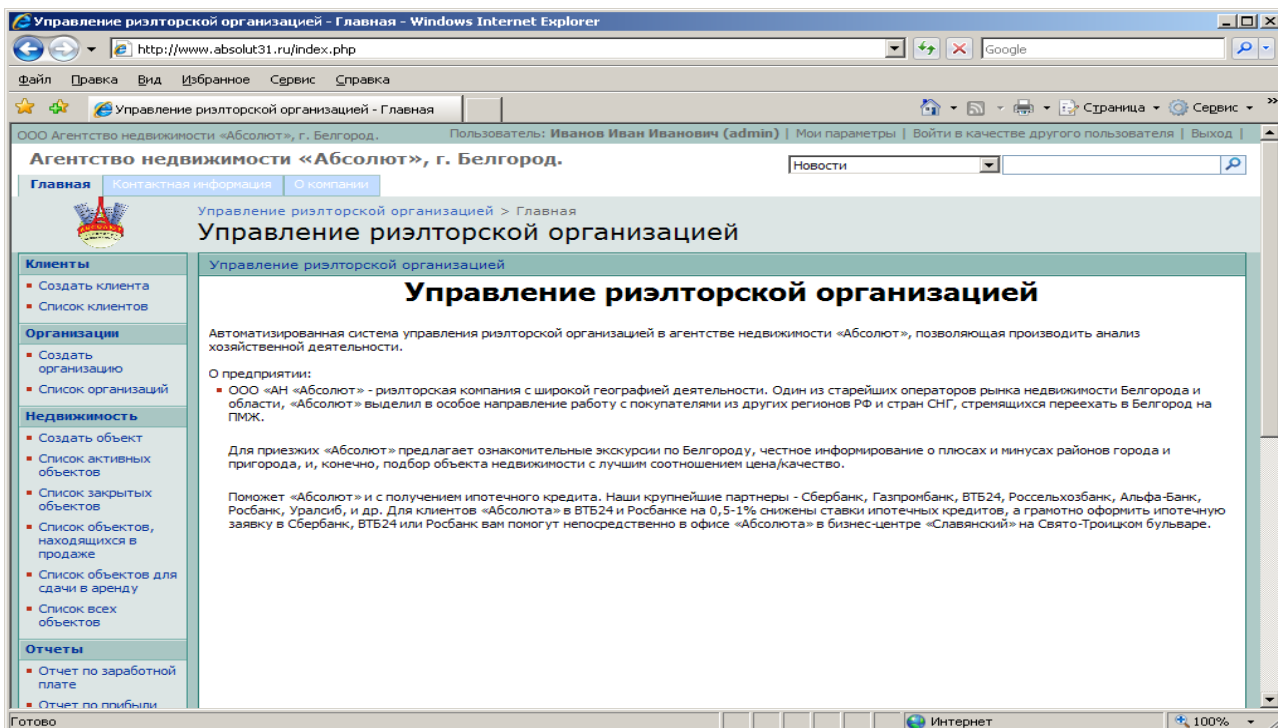 Управление риэлторской организацией - Главная - Windows Internet Explorer
http://www.absolut31.ru/index.php
Google
Файл Правка Вид Избранное Сервис Справка
Управление риэлторской организацией - Главная
Страница Сервис »
ООО Агентство недвижимости «Абсолют», г. Белгород. Пользователь: Иванов Иван Иванович (admin) | Мои параметры | Войти в качестве другого пользователя | Выход |
Агентство недвижимости «Абсолют», г. Белгород.
Новости
Главная Контактная информация О компании
АБСОЛЮТ
Управление риэлторской организацией > Главная
Управление риэлторской организацией
Клиенты
Создать клиента
Список клиентов
Организации
Создать
организацию
Список организаций
Недвижимость
Создать объект
Список активных
объектов
Список закрытых
объектов
Список объектов,
находящихся в
продаже
Список объектов для
сдачи в аренду
Список всех
объектов
Отчеты
Отчет по заработной
плате
Отчет по прибыли
Управление риэлторской организацией
Управление риэлторской организацией
Автоматизированная система управления риэлторской организацией в агентстве недвижимости «Абсолют», позволяющая производить анализ
хозяйственной деятельности.
О предприятии:
ООО «АН «Абсолют» - риэлторская компания с широкой географией деятельности. Один из старейших операторов рынка недвижимости Белгорода и
области, «Абсолют» выделил в особое направление работу с покупателями из других регионов РФ и стран СНГ, стремящихся переехать в Белгород на
ПМЖ.
Для приезжих «Абсолют» предлагает ознакомительные экскурсии по Белгороду, честное информирование о плюсах и минусах районов города и
пригорода, и, конечно, подбор объекта недвижимости с лучшим соотношением цена/качество.
Поможет «Абсолют» и с получением ипотечного кредита. Наши крупнейшие партнеры - Сбербанк, Газпромбанк, ВТБ24, Россельхозбанк, Альфа-Банк,
Росбанк, Уралсиб, и др. Для клиентов «Абсолюта» в ВТБ24 и Росбанке на 0,5-1% снижены ставки ипотечных кредитов, а грамотно оформить ипотечную
заявку в Сбербанк, ВТБ24 или Росбанк вам помогут непосредственно в офисе «Абсолюта» в бизнес-центре «Славянский» на Свято-Троицком бульваре.
Готово
Интернет
100%